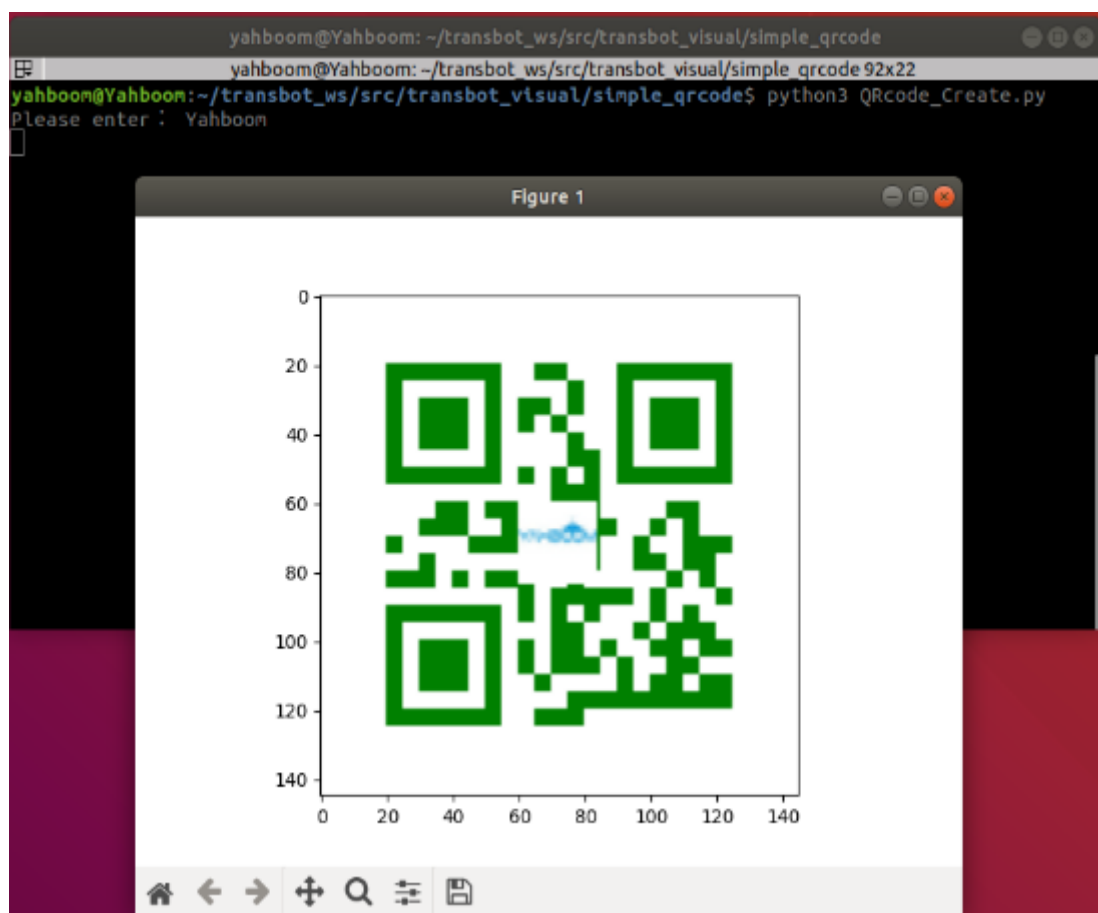 yahboom@Yahboom: ~/transbot_ws/src/transbot_visual/simple_qrcode
yahboom@Yahboom: ~/transbot_ws/src/transbot_visual/simple_qrcode 92x22
yahboom@Yahboom:~/transbot_ws/src/transbot_visual/simple_qrcode$ python3 QRcode_Create.py
Please enter： Yahboom
Figure 1
0
20
40
60
YAHBOOM
80
100
120
140
0 20 40 60 80 100 120 140